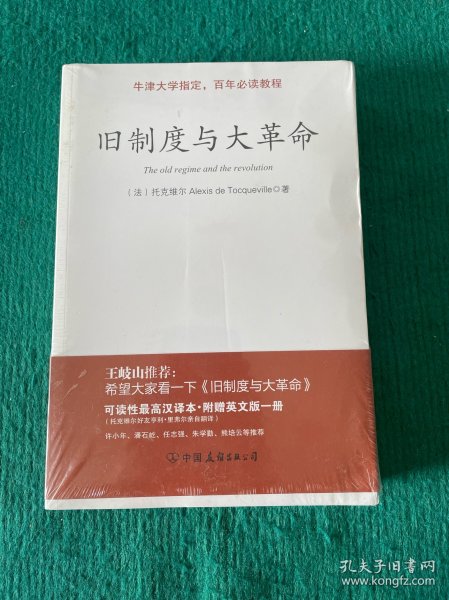 牛津大学指定，百年必读教程
旧制度与大革命
The old regime and the revolution
（法）托克维尔 Alexis de Tocqueville◎著
王岐山推荐：
希望大家看一下《旧制度与大革命》
可读性最高汉译本·附赠英文版一册
（托克维尔好友亨利·里弗尔亲自翻译）
许小年、潘石屹、任志强、朱学勤、熊培云等推荐
中国友谊出版公司
孔夫子旧书网
www.kongfz.com